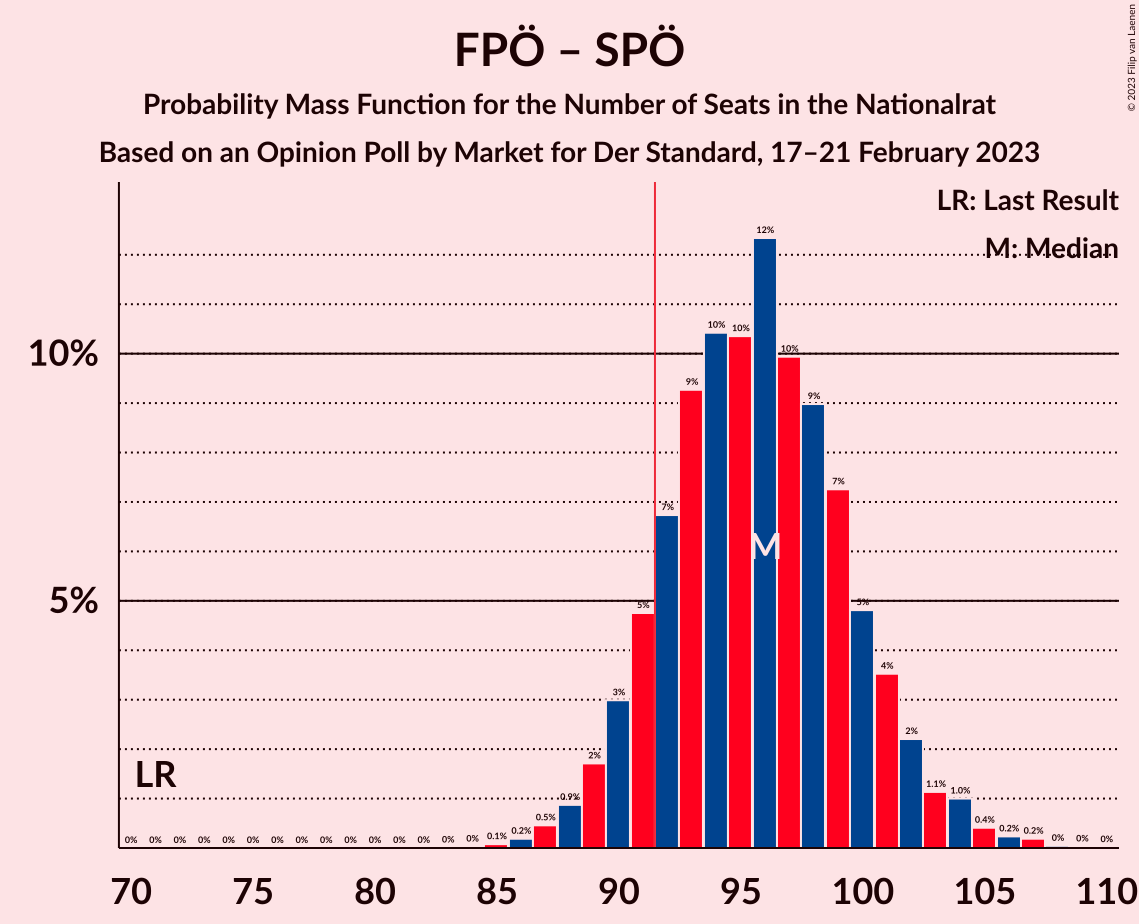 FPÖ – SPÖ
Probability Mass Function for the Number of Seats in the Nationalrat
Based on an Opinion Poll by Market for Der Standard, 17–21 February 2023
© 2023 Filip van Laenen
LR: Last Result
M: Median
10%
5%
LR
M
0% 0% 0% 0% 0% 0% 0% 0% 0% 0% 0% 0% 0% 0% 0% 0.1% 0.2% 0.5% 0.9% 2% 3% 5% 7% 9% 10% 10% 12% 10% 9% 7% 5% 4% 2% 1.1% 1.0% 0.4% 0.2% 0.2% 0% 0% 0%
70 75 80 85 90 95 100 105 110